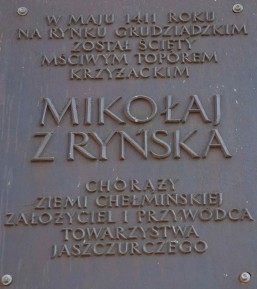 W MAJU 1411 ROKU
NA RYNKU GRUDZIĄDZKIM
ZOSTAŁ ŚCIĘTY
MŚCIWYM TOPOREM
KRZYŻACKIM
MIKOŁAJ
Z RYŃSKA
CHORĄŻY
ZIEMI CHEŁMIŃSKIEJ
ZAŁOŻYCIEL I PRZYWÓDCA
TOWARZYSTWA
JASZCZURCZEGO